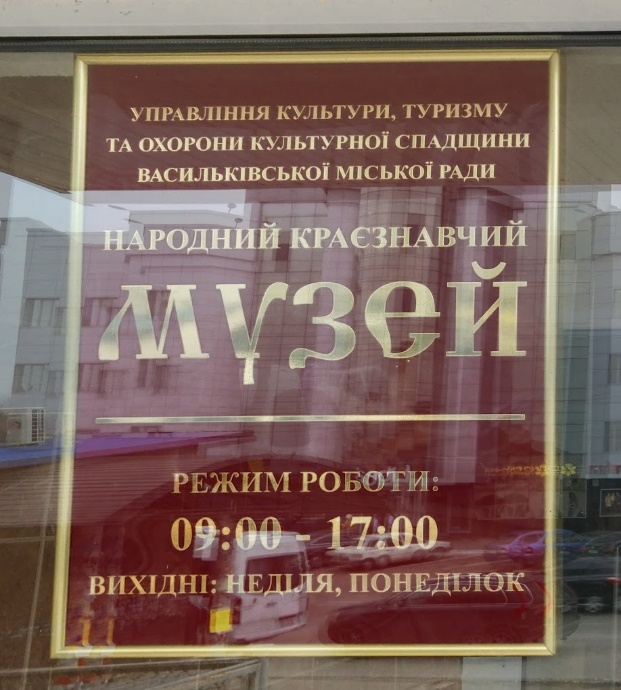 УПРАВЛІННЯ КУЛЬТУРИ, ТУРИЗМУ
ТА ОХОРОНИ КУЛЬТУРНОЇ СПАДЩИНИ
ВАСИЛЬКІВСЬКОЇ МІСЬКОЇ РАДИ
НАРОДНИЙ КРАЄЗНАВЧИЙ
МУЗЕЙ
РЕЖИМ РОБОТИ:
09:00 - 17:00
ВИХІДНІ: НЕДІЛЯ, ПОНЕДІЛОК